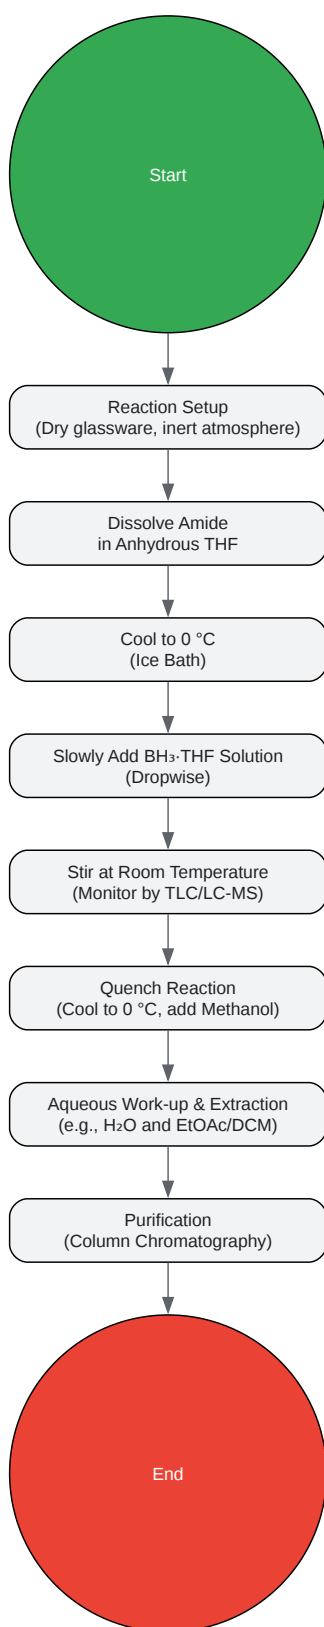 Start
Reaction Setup
(Dry glassware, inert atmosphere)
Dissolve Amide
in Anhydrous THF
Cool to 0 °C
(Ice Bath)
Slowly Add BH₃·THF Solution
(Dropwise)
Stir at Room Temperature
(Monitor by TLC/LC-MS)
Quench Reaction
(Cool to 0 °C, add Methanol)
Aqueous Work-up & Extraction
(e.g., H₂O and EtOAc/DCM)
Purification
(Column Chromatography)
End